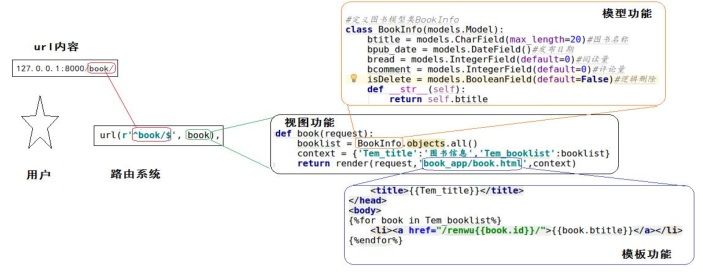 模型功能
#定义图书模型类BookInfo
class BookInfo(models.Model):
btitle = models.CharField(max_length=20)#图书名称
bpub_date = models.DateField()#发布日期
bread = models.IntegerField(default=0)#阅读量
bcomment = models.IntegerField(default=0)#评论量
isDelete = models.BooleanField(default=False)#逻辑删除
def __str__(self):
return self.btitle
url内容
127.0.0.1:8000/book/
url(r'^book/$', book),
用户
路由系统
视图功能
def book(request):
booklist = BookInfo.objects.all()
context = {'Tem_title':'图书信息','Tem_booklist':booklist}
return render(request,'book_app/book.html',context)
<title>{{Tem_title}}</title>
</head>
<body>
{%for book in Tem_booklist%}
<li><a href="/renwu{{book.id}}/">{{book.btitle}}</a></li>
{%endfor%}
模板功能